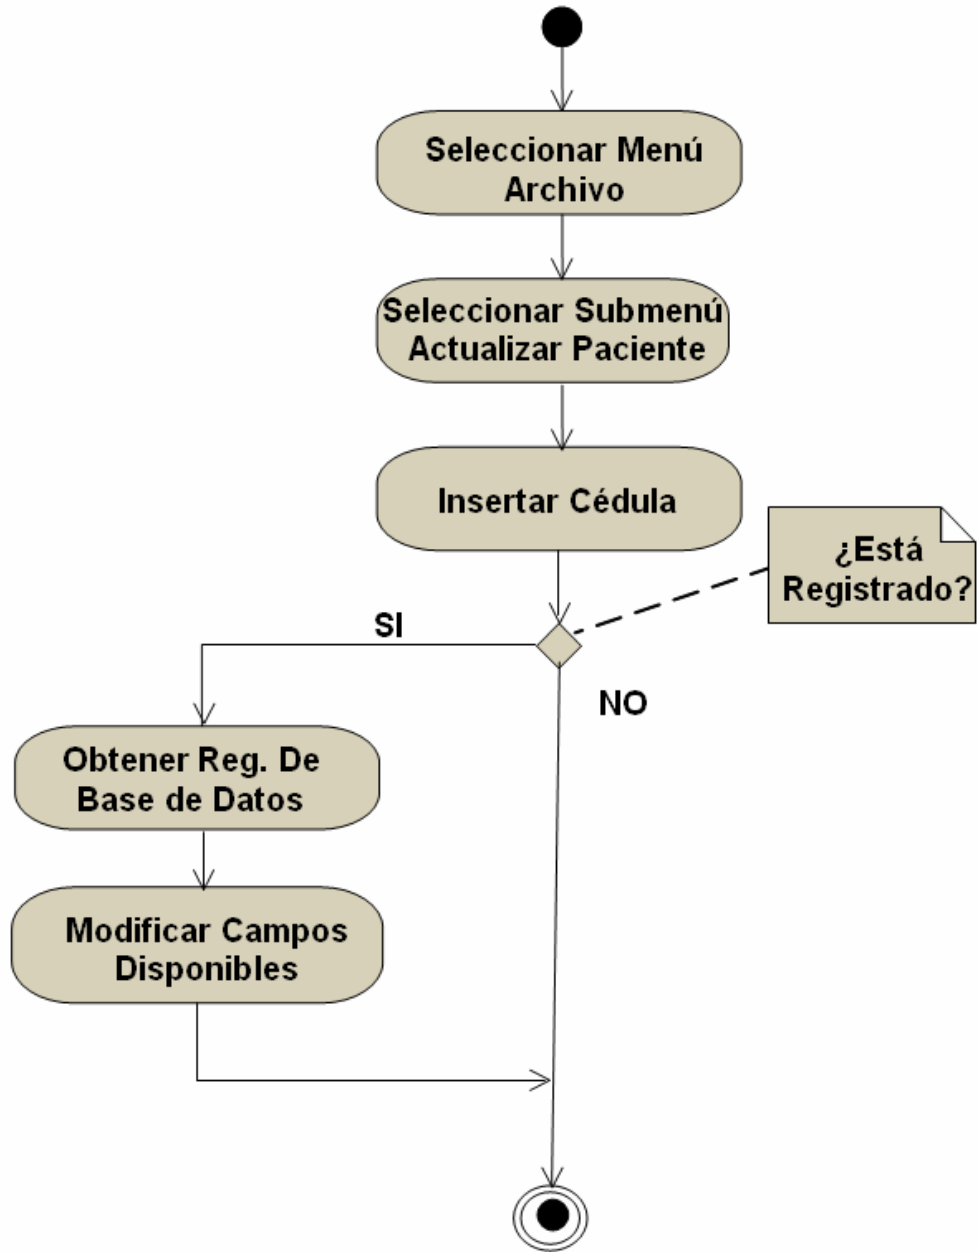 Seleccionar Menú
Archivo
Seleccionar Submenú
Actualizar Paciente
Insertar Cédula
¿Está
Registrado?
SI
NO
Obtener Reg. De
Base de Datos
Modificar Campos
Disponibles